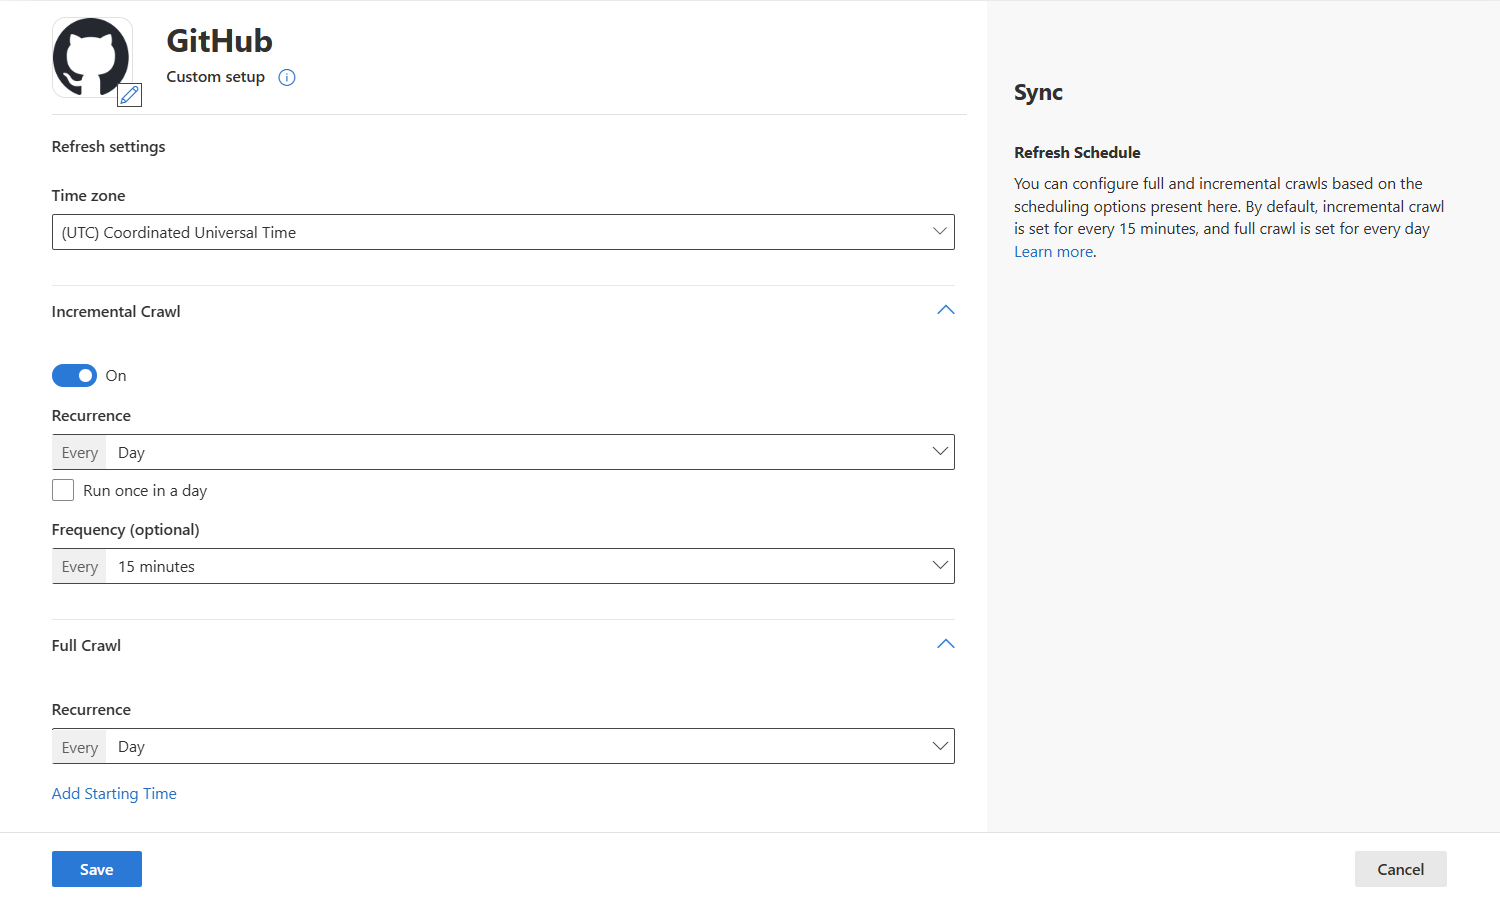 GitHub
Custom setup
Refresh settings
Time zone
(UTC) Coordinated Universal Time
Incremental Crawl
On
Recurrence
Every Day
Run once in a day
Frequency (optional)
Every 15 minutes
Full Crawl
Recurrence
Every Day
Add Starting Time
Save
Cancel
Sync
Refresh Schedule
You can configure full and incremental crawls based on the
scheduling options present here. By default, incremental crawl
is set for every 15 minutes, and full crawl is set for every day
Learn more.